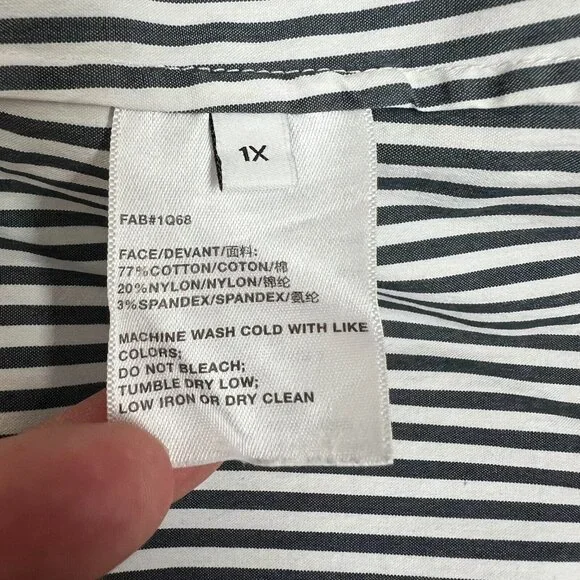 1X
FAB#1Q68
FACE/DEVANT/面料:
77%COTTON/COTON/棉
20%NYLON/NYLON/锦纶
3%SPANDEX/SPANDEX/氨纶
MACHINE WASH COLD WITH LIKE
COLORS;
DO NOT BLEACH;
TUMBLE DRY LOW;
LOW IRON OR DRY CLEAN